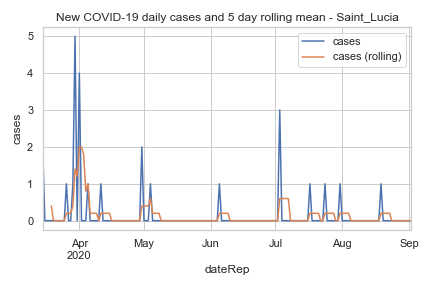 New COVID-19 daily cases and 5 day rolling mean - Saint_Lucia
cases
cases (rolling)
5
4
3
2
1
0
cases
Apr
2020
May
Jun
Jul
Aug
Sep
dateRep